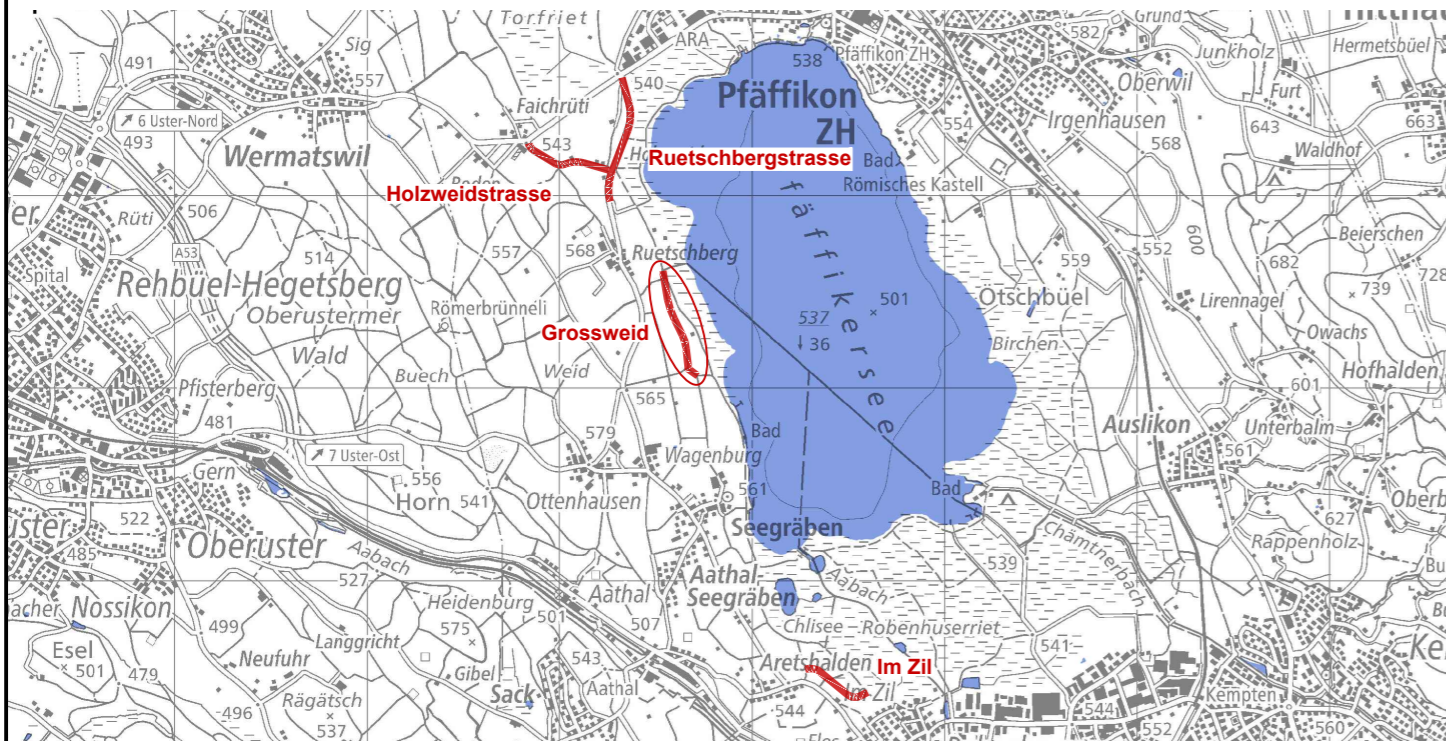 Torfriet
ARA
Grund
582
Hermetsbüel
Sig
491
557
538
Pfäffikon ZH
Junkholz
Oberwil
Furt
540
Pfäffikon
ZH
6 Uster-Nord
493
Faichrüti
543
Wermatswil
554
Irgenhausen
643
663
568
Waldhof
Ruetschbergstrasse
Bad
Römisches Kastell
Holzweidstrasse
Rüti
506
A53
514
557
568
Ruetschberg
552
600
559
682
Beierschen
728
739
Spital
Rehbüel-Hegetsberg
Oberustermer
Römerbrünneli
Wald
Grossweid
501
Pfäffikersee
537
36
Ötschbüel
Birchen
Lirennagel
Owachs
Buech
Weid
Pfisterberg
565
601
Hofhalden
481
Bad
Auslikon
Unterbalm
561
7 Uster-Ost
579
Wagenburg
Gern
556
Horn
541
Ottenhausen
561
Bad
522
Seegräben
627
Rappenholz
485
Oberuster
Aabach
539
Chämtnerbach
527
Aathal-
Seegräben
Aabach
Aathal
Nossikon
Heidenburg
575
501
507
Chlisee
Robenhuserriet
541
499
Langgricht
Esel
501
479
Neufuhr
Gibel
543
Aretshalden
Im Zil
Im Zil
Sack
Aathal
Rägätsch
496
537
544
544
Kempten
552
560